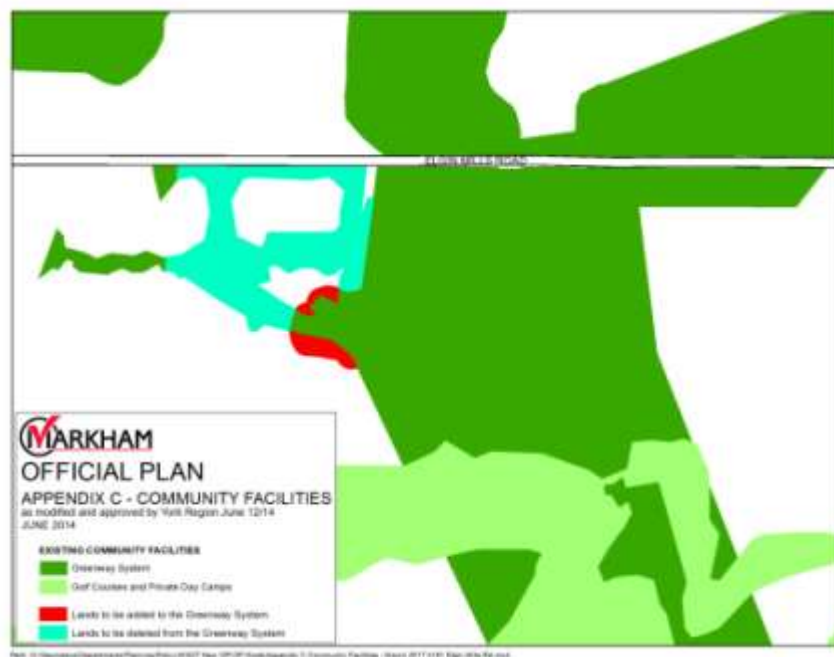 ELGIN MILLS ROAD
MARKHAM
OFFICIAL PLAN
APPENDIX C - COMMUNITY FACILITIES
as modified and approved by York Region June 12/14
JUNE 2014
EXISTING COMMUNITY FACILITIES
Greenway System
Golf Courses and Private Day Camps
Lands to be added to the Greenway System
Lands to be deleted from the Greenway System